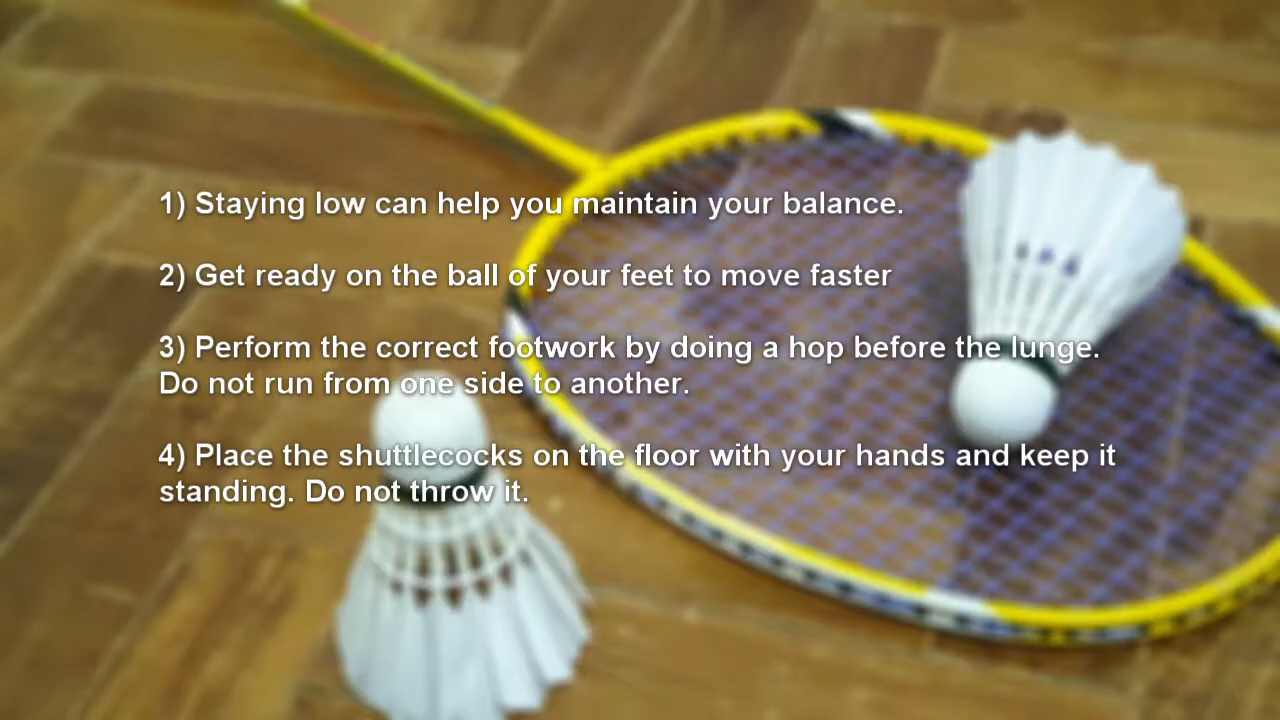 1) Staying low can help you maintain your balance.
2) Get ready on the ball of your feet to move faster
3) Perform the correct footwork by doing a hop before the lunge.
Do not run from one side to another.
4) Place the shuttlecocks on the floor with your hands and keep it
standing. Do not throw it.